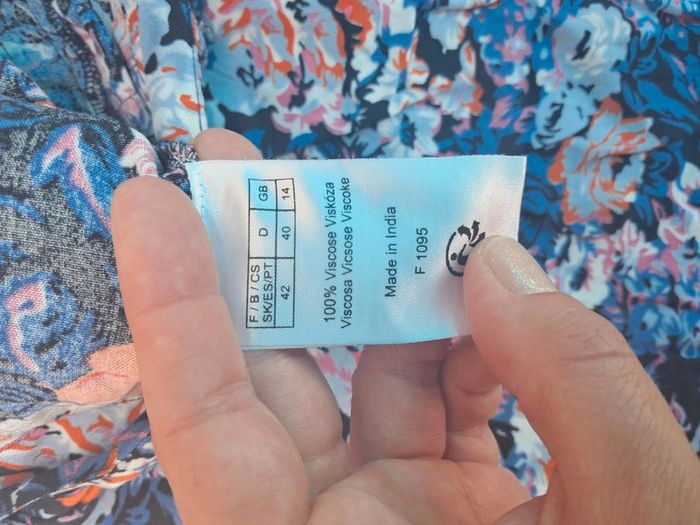 F / B / CS D GB
SK/ES/PT
42 40 14
100% Viscose Viskóza
Viscosa Vicsose Viscoke
Made in India
F 1095